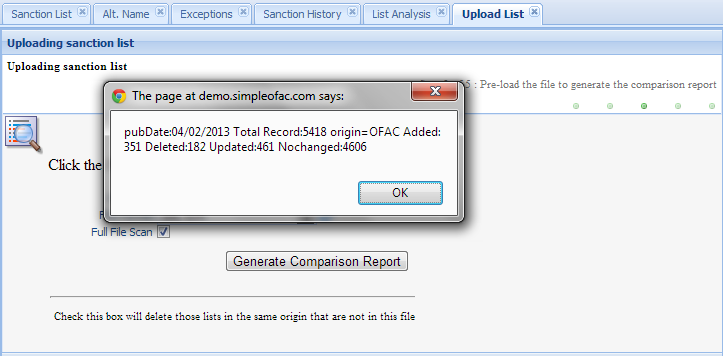 Sanction List Alt. Name Exceptions Sanction History List Analysis Upload List
Uploading sanction list
Uploading sanction list
: Pre-load the file to generate the comparison report
The page at demo.simpleofac.com says:
pubDate:04/02/2013 Total Record:5418 origin=OFAC Added:
351 Deleted:182 Updated:461 Nochanged:4606
Click the
OK
Full File Scan
Generate Comparison Report
Check this box will delete those lists in the same origin that are not in this file